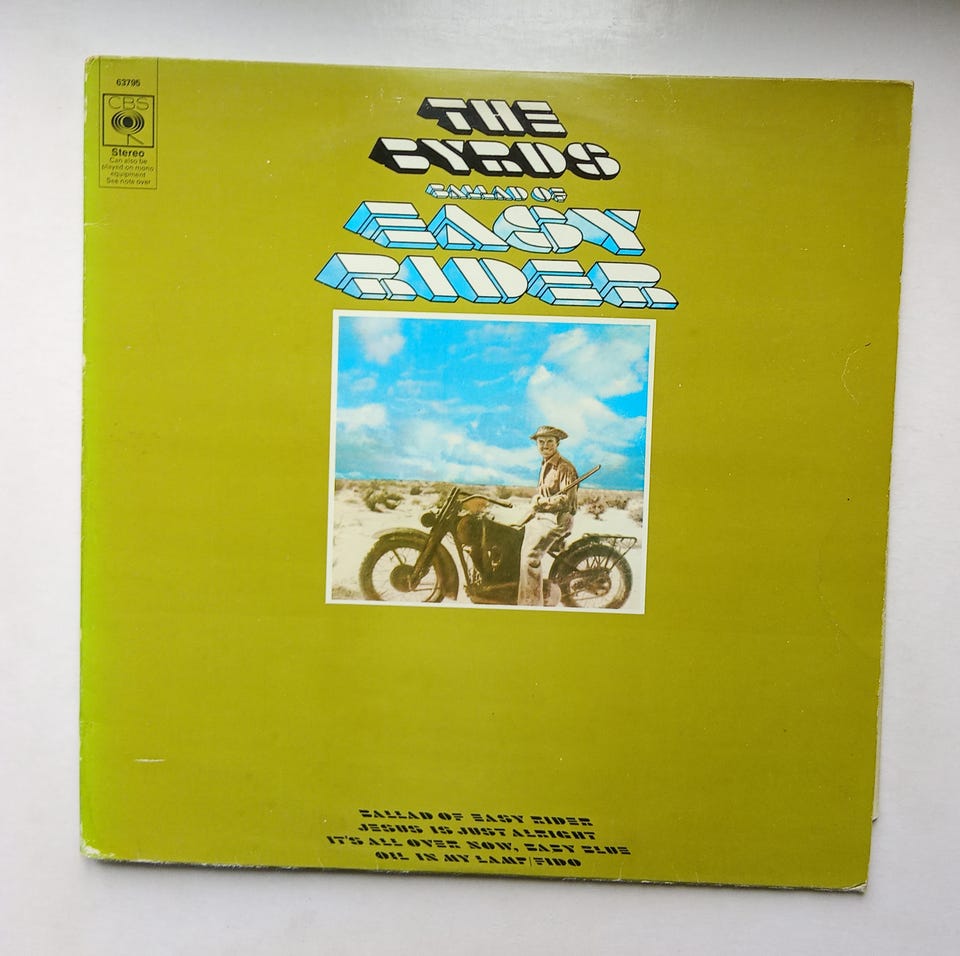 63795
CBS
Stereo
Can also be
played on mono
equipment
See note over
THE
BYRDS
BALLAD OF
EASY
RIDER
BALLAD OF EASY RIDER
JESUS IS JUST ALRIGHT
IT'S ALL OVER NOW, BABY BLUE
OIL IN MY LAMP/FIDO